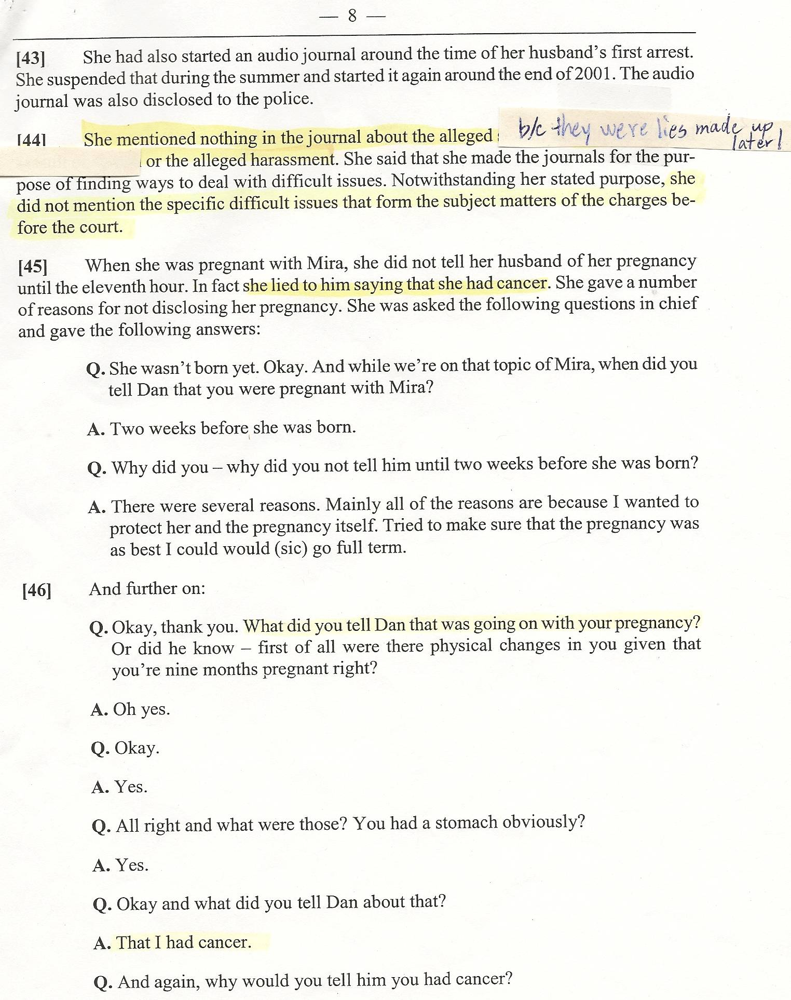 — 8 —
[43] She had also started an audio journal around the time of her husband’s first arrest.
She suspended that during the summer and started it again around the end of 2001. The audio
journal was also disclosed to the police.
[44] She mentioned nothing in the journal about the alleged b/c they were lies made up
later!
or the alleged harassment. She said that she made the journals for the pur-
pose of finding ways to deal with difficult issues. Notwithstanding her stated purpose, she
did not mention the specific difficult issues that form the subject matters of the charges be-
fore the court.
[45] When she was pregnant with Mira, she did not tell her husband of her pregnancy
until the eleventh hour. In fact she lied to him saying that she had cancer. She gave a number
of reasons for not disclosing her pregnancy. She was asked the following questions in chief
and gave the following answers:
Q. She wasn’t born yet. Okay. And while we’re on that topic of Mira, when did you
tell Dan that you were pregnant with Mira?
A. Two weeks before she was born.
Q. Why did you – why did you not tell him until two weeks before she was born?
A. There were several reasons. Mainly all of the reasons are because I wanted to
protect her and the pregnancy itself. Tried to make sure that the pregnancy was
as best I could would (sic) go full term.
[46] And further on:
Q. Okay, thank you. What did you tell Dan that was going on with your pregnancy?
Or did he know – first of all were there physical changes in you given that
you’re nine months pregnant right?
A. Oh yes.
Q. Okay.
A. Yes.
Q. All right and what were those? You had a stomach obviously?
A. Yes.
Q. Okay and what did you tell Dan about that?
A. That I had cancer.
Q. And again, why would you tell him you had cancer?